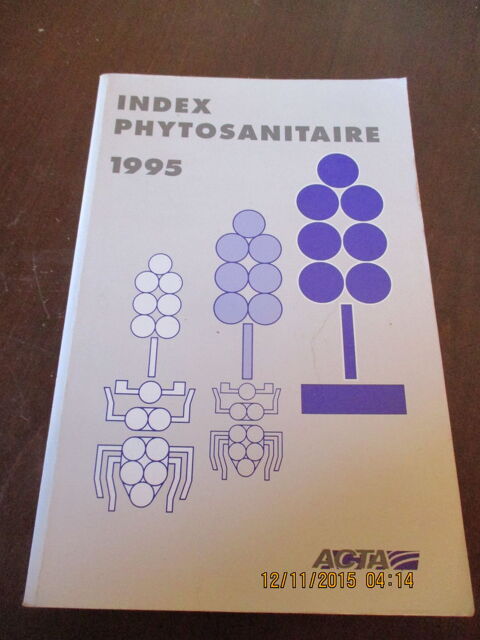 INDEX
PHYTOSANITAIRE
1995
ACTA
12/11/2015 04:14